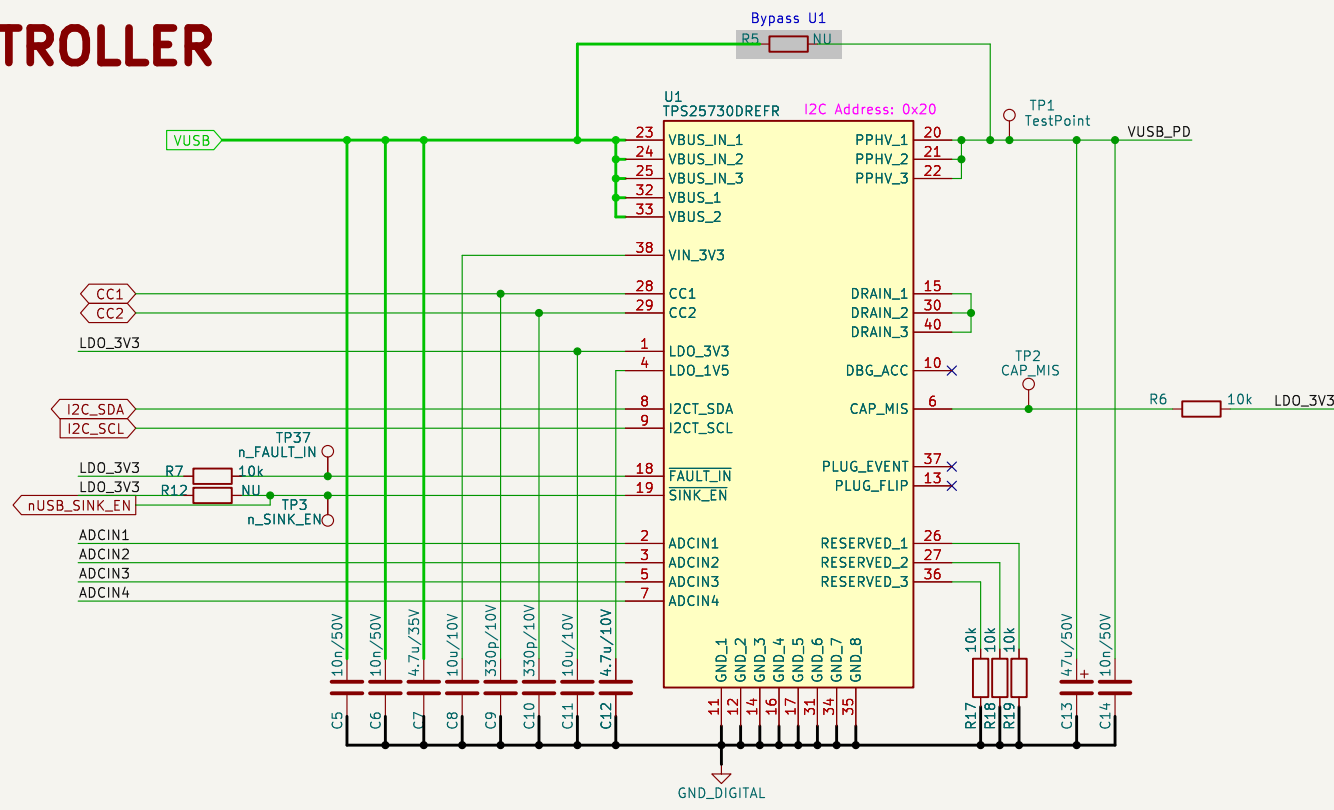 TROLLER
Bypass U1
R5
NU
U1
TPS25730DREFR
I2C Address: 0x20
TP1
TestPoint
VUSB
VUSB_PD
23
VBUS_IN_1
24
VBUS_IN_2
25
VBUS_IN_3
32
VBUS_1
33
VBUS_2
38
VIN_3V3
28
CC1
29
CC2
1
LDO_3V3
4
LDO_1V5
8
I2CT_SDA
9
I2CT_SCL
18
FAULT_IN
19
SINK_EN
2
ADCIN1
3
ADCIN2
5
ADCIN3
7
ADCIN4
PPHV_1
20
PPHV_2
21
PPHV_3
22
DRAIN_1
15
DRAIN_2
30
DRAIN_3
40
DBG_ACC
10
CAP_MIS
6
PLUG_EVENT
37
PLUG_FLIP
13
RESERVED_1
26
RESERVED_2
27
RESERVED_3
36
GND_1
GND_2
GND_3
GND_4
GND_5
GND_6
GND_7
GND_8
11
12
14
16
17
31
34
35
CC1
CC2
LDO_3V3
I2C_SDA
I2C_SCL
TP37
n_FAULT_IN
LDO_3V3
R7
10k
LDO_3V3
R12
NU
nUSB_SINK_EN
TP3
n_SINK_EN
ADCIN1
ADCIN2
ADCIN3
ADCIN4
TP2
CAP_MIS
R6
10k
LDO_3V3
10n/50V
10n/50V
4.7u/35V
10u/10V
330p/10V
330p/10V
10u/10V
4.7u/10V
C5
C6
C7
C8
C9
C10
C11
C12
10k
10k
10k
R17
R18
R19
47u/50V
+
10n/50V
C13
C14
GND_DIGITAL